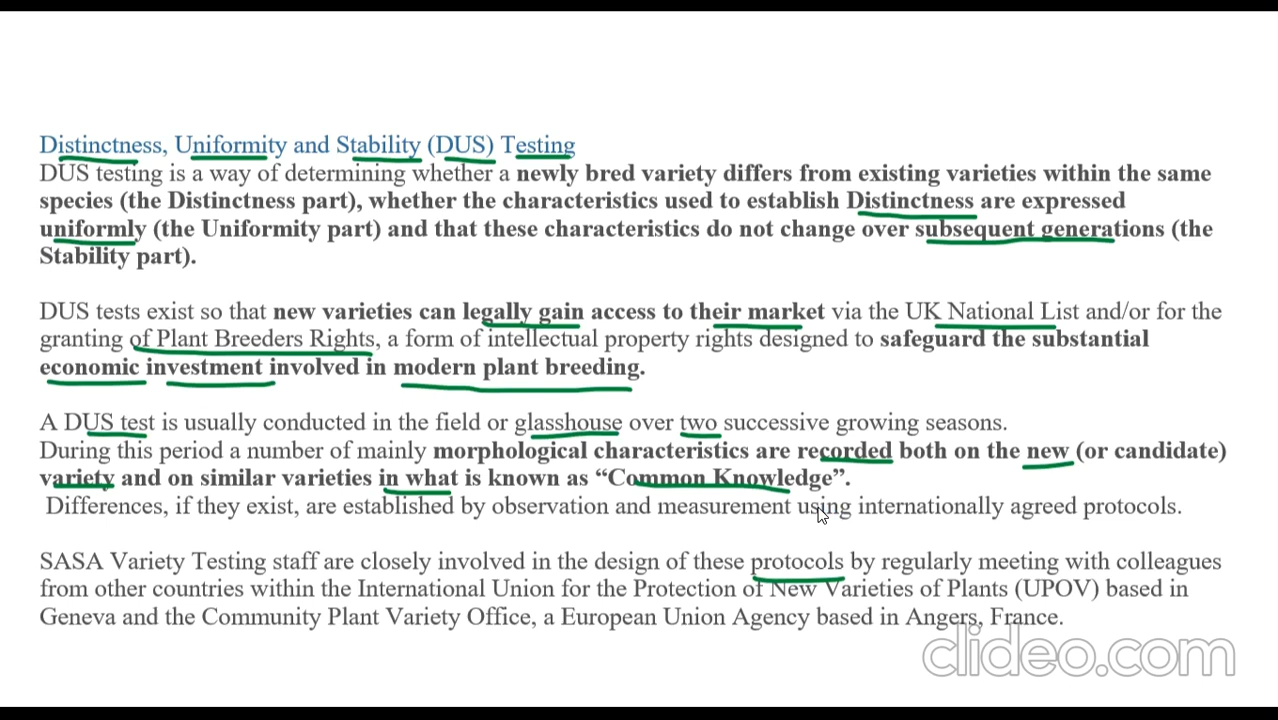 Distinctness, Uniformity and Stability (DUS) Testing
DUS testing is a way of determining whether a newly bred variety differs from existing varieties within the same
species (the Distinctness part), whether the characteristics used to establish Distinctness are expressed
uniformly (the Uniformity part) and that these characteristics do not change over subsequent generations (the
Stability part).
DUS tests exist so that new varieties can legally gain access to their market via the UK National List and/or for the
granting of Plant Breeders Rights, a form of intellectual property rights designed to safeguard the substantial
economic investment involved in modern plant breeding.
A DUS test is usually conducted in the field or glasshouse over two successive growing seasons.
During this period a number of mainly morphological characteristics are recorded both on the new (or candidate)
variety and on similar varieties in what is known as “Common Knowledge”.
Differences, if they exist, are established by observation and measurement using internationally agreed protocols.
SASA Variety Testing staff are closely involved in the design of these protocols by regularly meeting with colleagues
from other countries within the International Union for the Protection of New Varieties of Plants (UPOV) based in
Geneva and the Community Plant Variety Office, a European Union Agency based in Angers, France.
clideo.com